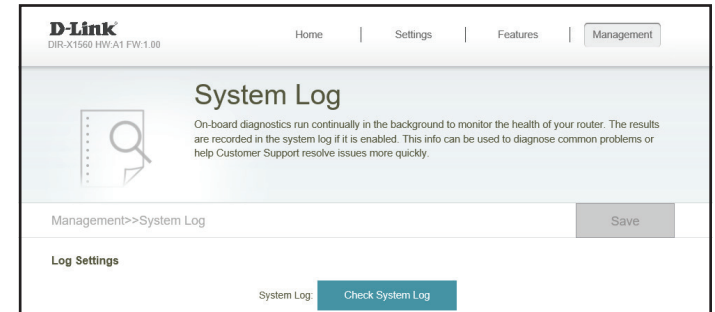 D-Link
DIR-X1560 HW:A1 FW:1.00
Home | Settings | Features | Management
System Log
On-board diagnostics run continually in the background to monitor the health of your router. The results
are recorded in the system log if it is enabled. This info can be used to diagnose common problems or
help Customer Support resolve issues more quickly.
Management>>System Log
Save
Log Settings
System Log: Check System Log